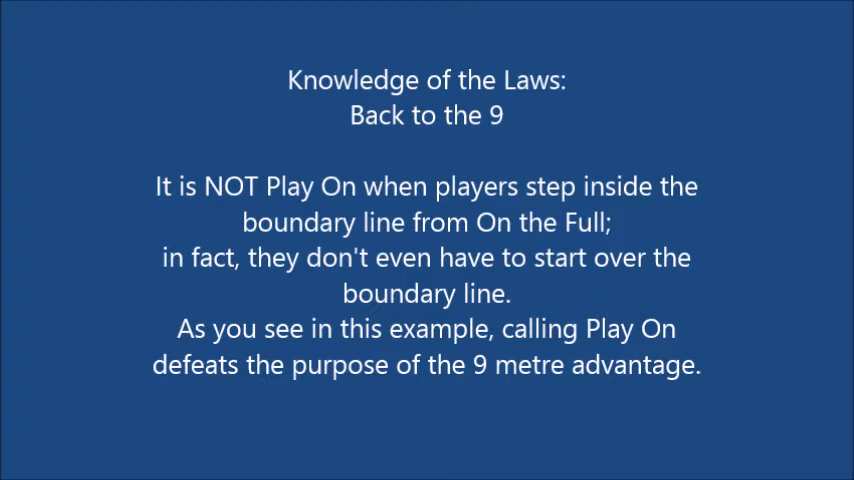 Knowledge of the Laws:
Back to the 9
It is NOT Play On when players step inside the
boundary line from On the Full;
in fact, they don't even have to start over the
boundary line.
As you see in this example, calling Play On
defeats the purpose of the 9 metre advantage.